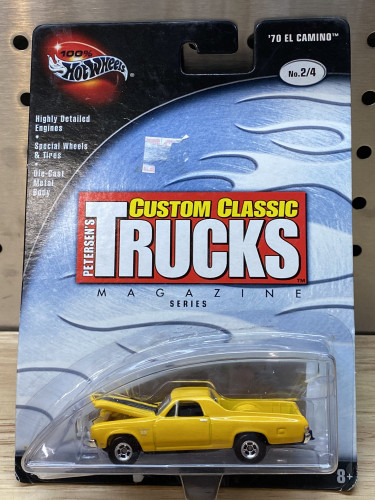 100%
Hot Wheels
'70 EL CAMINO™
No.2/4
Highly Detailed
Engines
•
Special Wheels
& Tires
•
Die-Cast
Metal
Body
PETERSEN'S
CUSTOM CLASSIC
TRUCKS™
MAGAZINE
SERIES
8+